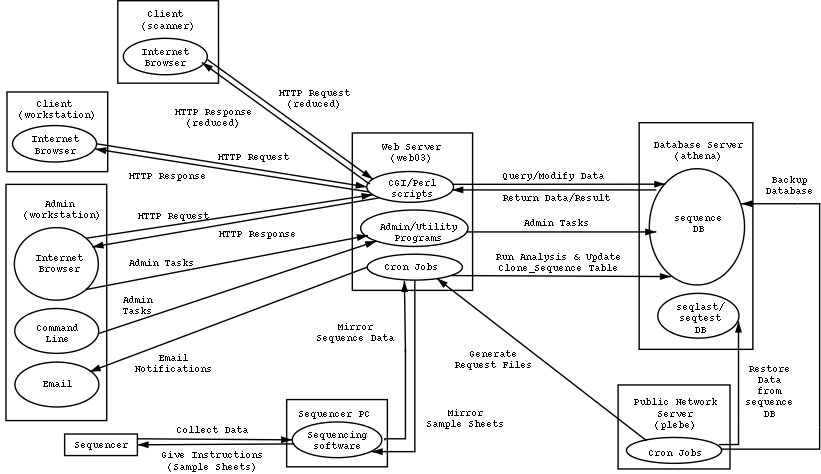 Client
(scanner)
Internet
Browser
HTTP Request
(reduced)
HTTP Response
(reduced)
Client
(workstation)
Internet
Browser
HTTP Request
HTTP Response
Web Server
(web03)
CGI/Perl
scripts
Admin/Utility
Programs
Cron Jobs
Query/Modify Data
Return Data/Result
Admin Tasks
Run Analysis & Update
Clone_Sequence Table
Database Server
(athena)
sequence
DB
seqlast/
seqtest
DB
Backup
Database
Admin
(workstation)
Internet
Browser
Command
Line
Email
HTTP Request
HTTP Response
Admin Tasks
Admin
Tasks
Email
Notifications
Mirror
Sequence Data
Generate
Request Files
Restore
Data
from
sequence
DB
Mirror
Sample Sheets
Sequencer PC
Sequencing
software
Collect Data
Give Instructions
(Sample Sheets)
Sequencer
Public Network
Server
(plebe)
Cron Jobs